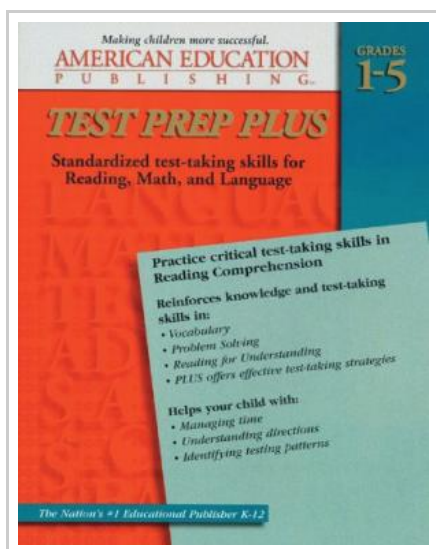 Making children more successful.
AMERICAN EDUCATION
PUBLISHING
GRADES
1-5
TEST PREP PLUS
Standardized test-taking skills for
Reading, Math, and Language
Practice critical test-taking skills in
Reading Comprehension
Reinforces knowledge and test-taking
skills in:
• Vocabulary
• Problem Solving
• Reading for Understanding
• PLUS offers effective test-taking strategies
Helps your child with:
• Managing time
• Understanding directions
• Identifying testing patterns
The Nation's #1 Educational Publisher K-12